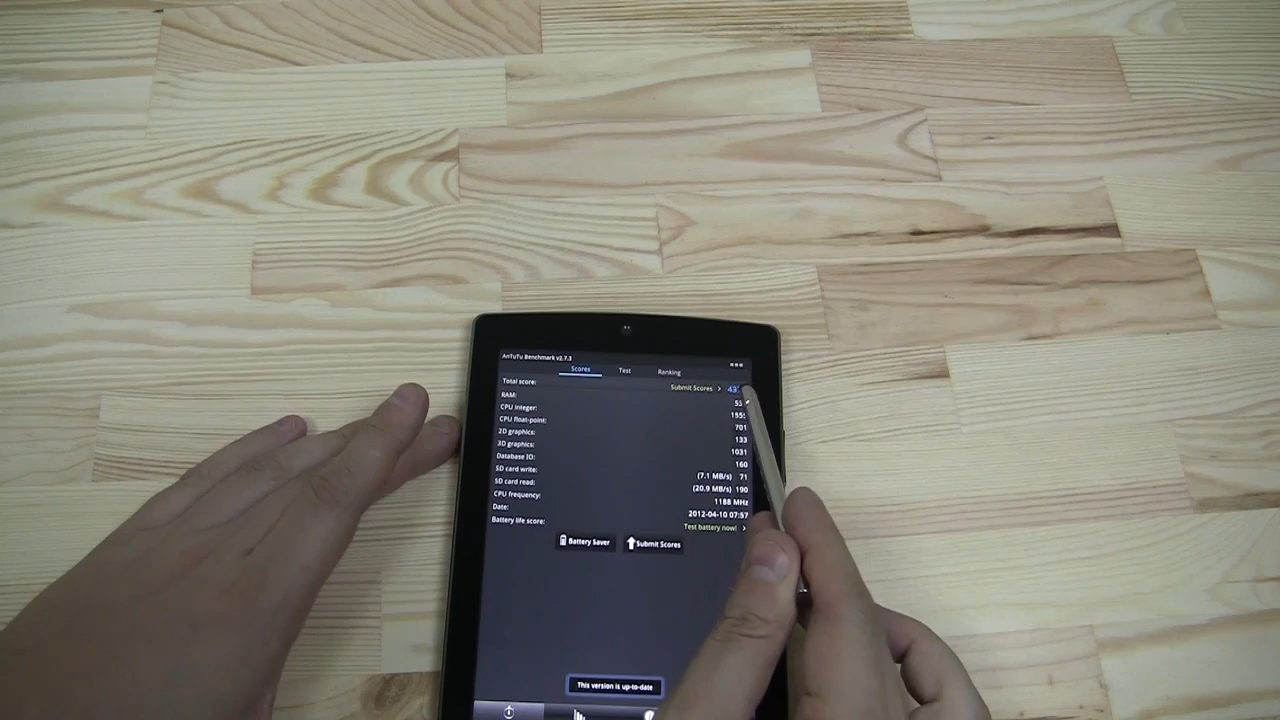 AnTuTu Benchmark v2.7.3
Scores Test Ranking
Total score: Submit Scores
RAM:
CPU integer:
CPU float-point: 701
2D graphics: 133
3D graphics: 1031
Database IO: 160
SD card write: (7.1 MB/s) 71
SD card read: (20.9 MB/s) 190
CPU frequency: 1188 MHz
Date: 2012-04-10 07:57
Battery life score: Test battery now!
Battery Saver Submit Scores
This version is up-to-date